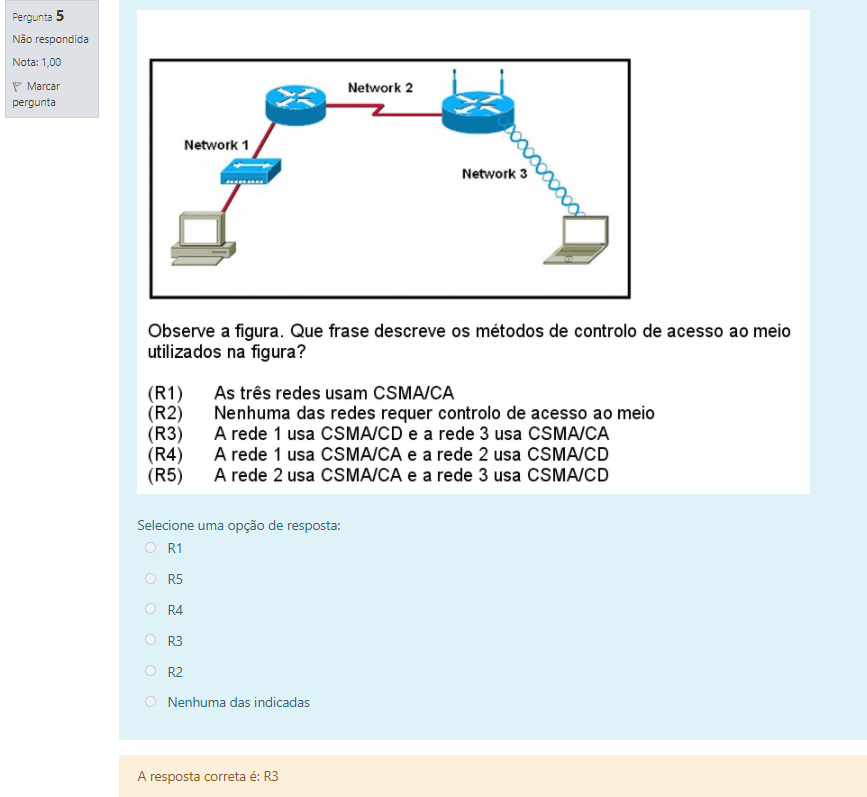 Pergunta 5
Não respondida
Nota: 1,00
Marcar
pergunta
Network 2
Network 1
Network 3
Observe a figura. Que frase descreve os métodos de controlo de acesso ao meio
utilizados na figura?
(R1) As três redes usam CSMA/CA
(R2) Nenhuma das redes requer controlo de acesso ao meio
(R3) A rede 1 usa CSMA/CD e a rede 3 usa CSMA/CA
(R4) A rede 1 usa CSMA/CA e a rede 2 usa CSMA/CD
(R5) A rede 2 usa CSMA/CA e a rede 3 usa CSMA/CD
Selecione uma opção de resposta:
R1
R5
R4
R3
R2
Nenhuma das indicadas
A resposta correta é: R3